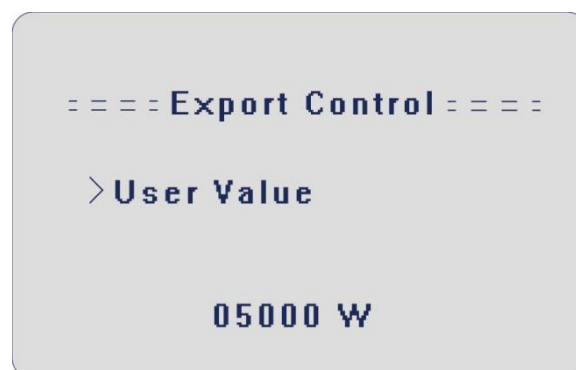 ====Export Control====
>User Value
05000 W